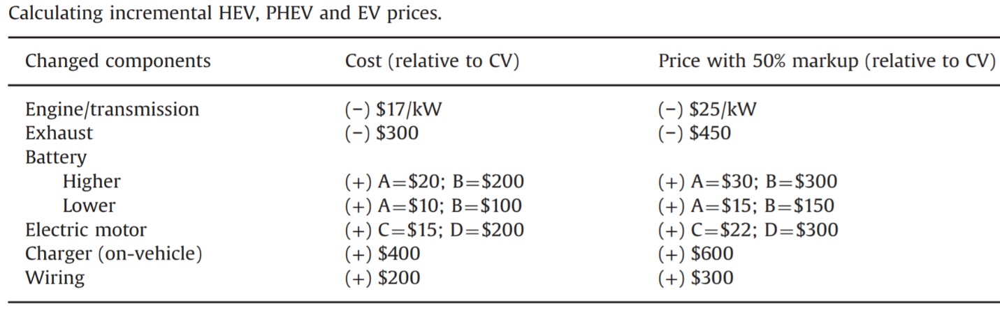 Calculating incremental HEV, PHEV and EV prices.
Changed components Cost (relative to CV) Price with 50% markup (relative to CV)
Engine/transmission (−) $17/kW (−) $25/kW
Exhaust (−) $300 (−) $450
Battery
Higher (+) A=$20; B=$200 (+) A=$30; B=$300
Lower (+) A=$10; B=$100 (+) A=$15; B=$150
Electric motor (+) C=$15; D=$200 (+) C=$22; D=$300
Charger (on-vehicle) (+) $400 (+) $600
Wiring (+) $200 (+) $300